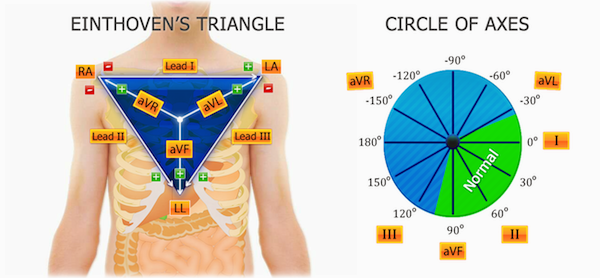 EINTHOVEN'S TRIANGLE
RA
Lead I
LA
aVR
aVL
Lead II
Lead III
aVF
LL
CIRCLE OF AXES
-90°
-120°
-60°
aVR
aVL
-150°
-30°
180°
0°
I
Normal
150°
30°
120°
60°
90°
III
aVF
II